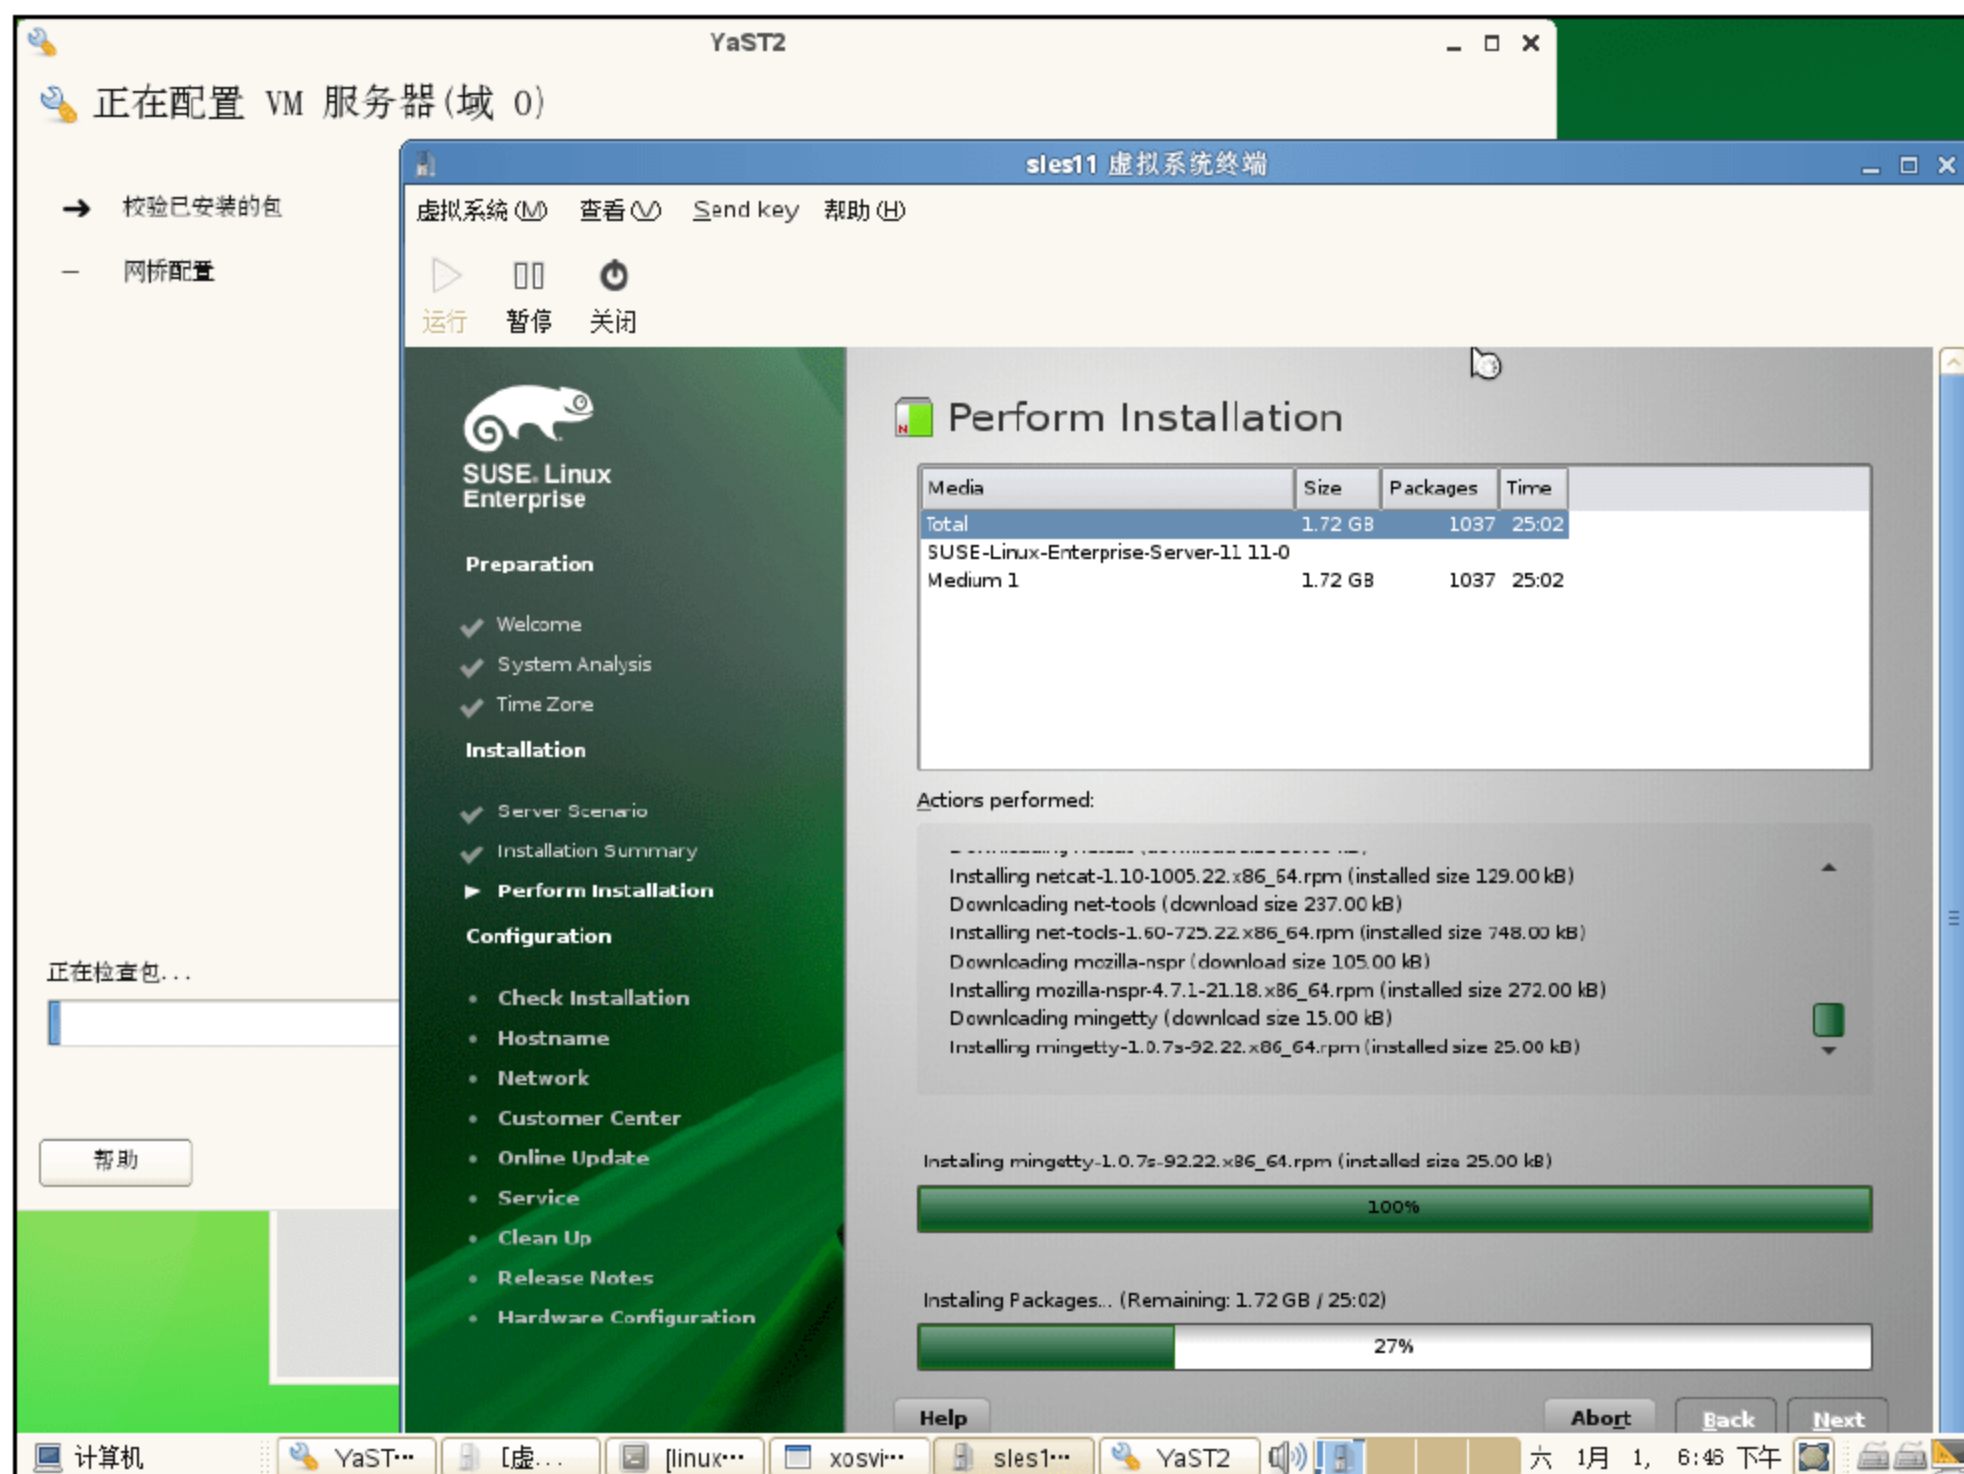 YaST2
正在配置 VM 服务器(域 0)
校验已安装的包
网桥配置
正在检查包...
帮助
sles11 虚拟系统终端
虚拟系统(M) 查看(V) Send key 帮助(H)
运行 暂停 关闭
SUSE. Linux
Enterprise
Preparation
Welcome
System Analysis
Time Zone
Installation
Server Scenario
Installation Summary
Perform Installation
Configuration
Check Installation
Hostname
Network
Customer Center
Online Update
Service
Clean Up
Release Notes
Hardware Configuration
Perform Installation
Media Size Packages Time
Total 1.72 GB 1037 25:02
SUSE-Linux-Enterprise-Server-11 11-0
Medium 1 1.72 GB 1037 25:02
Actions performed:
Installing netcat-1.10-1005.22.x86_64.rpm (installed size 129.00 kB)
Downloading net-tools (download size 237.00 kB)
Installing net-tools-1.60-725.22.x86_64.rpm (installed size 748.00 kB)
Downloading mozilla-nspr (download size 105.00 kB)
Installing mozilla-nspr-4.7.1-21.18.x86_64.rpm (installed size 272.00 kB)
Downloading mingetty (download size 15.00 kB)
Installing mingetty-1.0.7s-92.22.x86_64.rpm (installed size 25.00 kB)
Installing mingetty-1.0.7s-92.22.x86_64.rpm (installed size 25.00 kB)
100%
Installing Packages... (Remaining: 1.72 GB / 25:02)
27%
Help Abort Back Next
计算机 YaST··· [虚... [linux··· xosvi··· sles1··· YaST2 六 1月 1, 6:46 下午